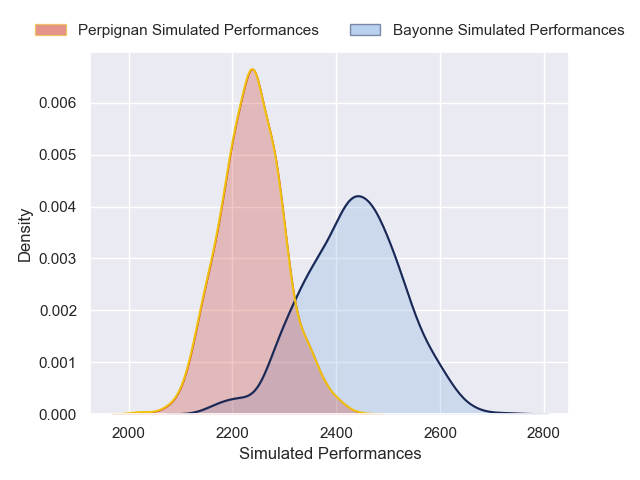 Perpignan Simulated Performances
Bayonne Simulated Performances
0.006
0.005
0.004
0.003
0.002
0.001
0.000
Density
2000 2200 2400 2600 2800
Simulated Performances